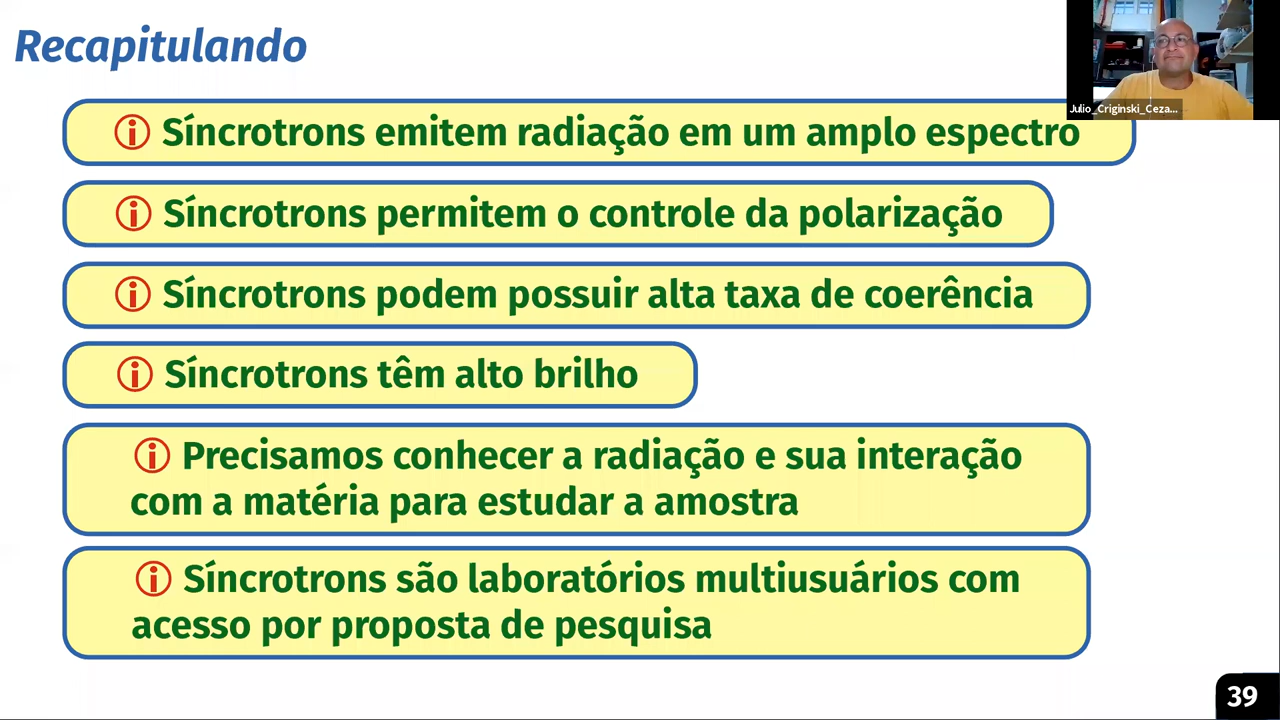 Recapitulando
Julio_Criginski_Ceza...
ⓘ Síncrotrons emitem radiação em um amplo espectro
ⓘ Síncrotrons permitem o controle da polarização
ⓘ Síncrotrons podem possuir alta taxa de coerência
ⓘ Síncrotrons têm alto brilho
ⓘ Precisamos conhecer a radiação e sua interação
com a matéria para estudar a amostra
ⓘ Síncrotrons são laboratórios multiusuários com
acesso por proposta de pesquisa
39